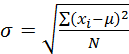 σ = √(Σ(xᵢ−μ)² / N)